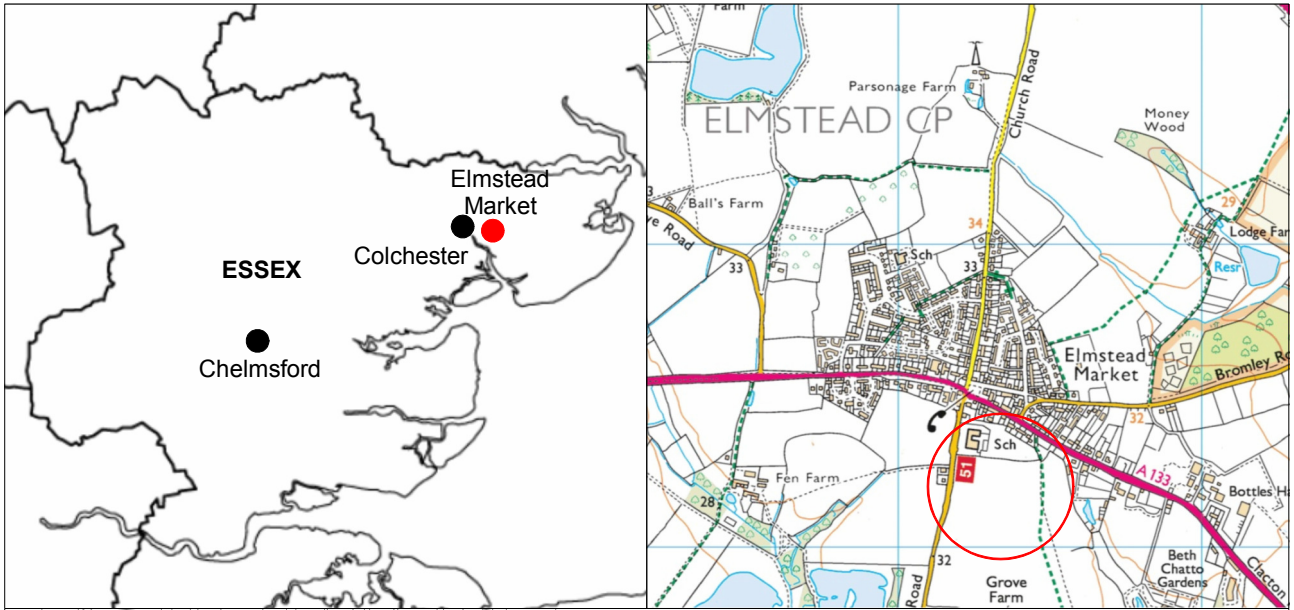 Elmstead
Market
Colchester
ESSEX
Chelmsford
Farm
Parsonage Farm
ELMSTEAD CP
Church Road
Money
Wood
Ball's Farm
ve Road
33
34
Sch
33
29
Lodge Far
Resr
Elmstead
Market
Bromley Ro
32
Sch
51
A133
Fen Farm
28
Bottles Ha
32
Road
Grove
Farm
Beth
Chatto
Gardens
Clacton